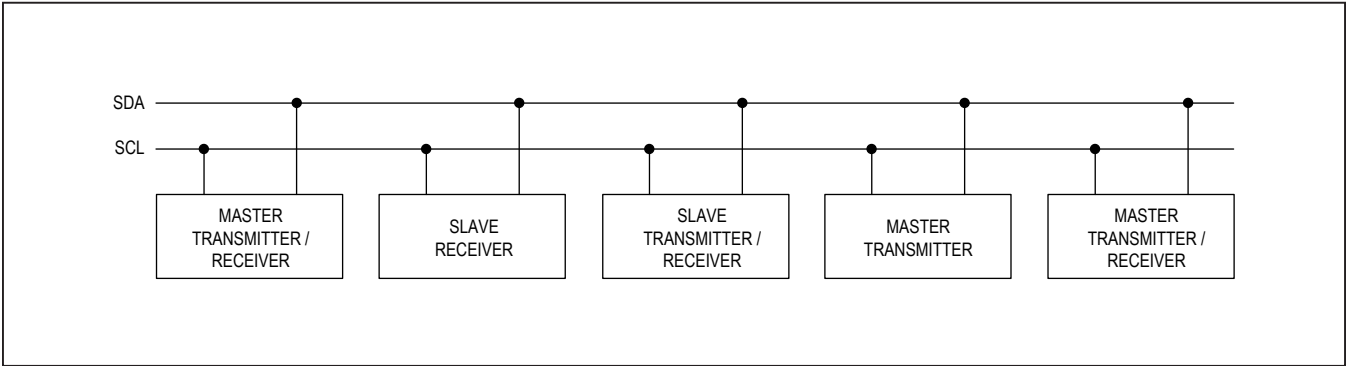 SDA
SCL
MASTER
TRANSMITTER /
RECEIVER
SLAVE
RECEIVER
SLAVE
TRANSMITTER /
RECEIVER
MASTER
TRANSMITTER
MASTER
TRANSMITTER /
RECEIVER